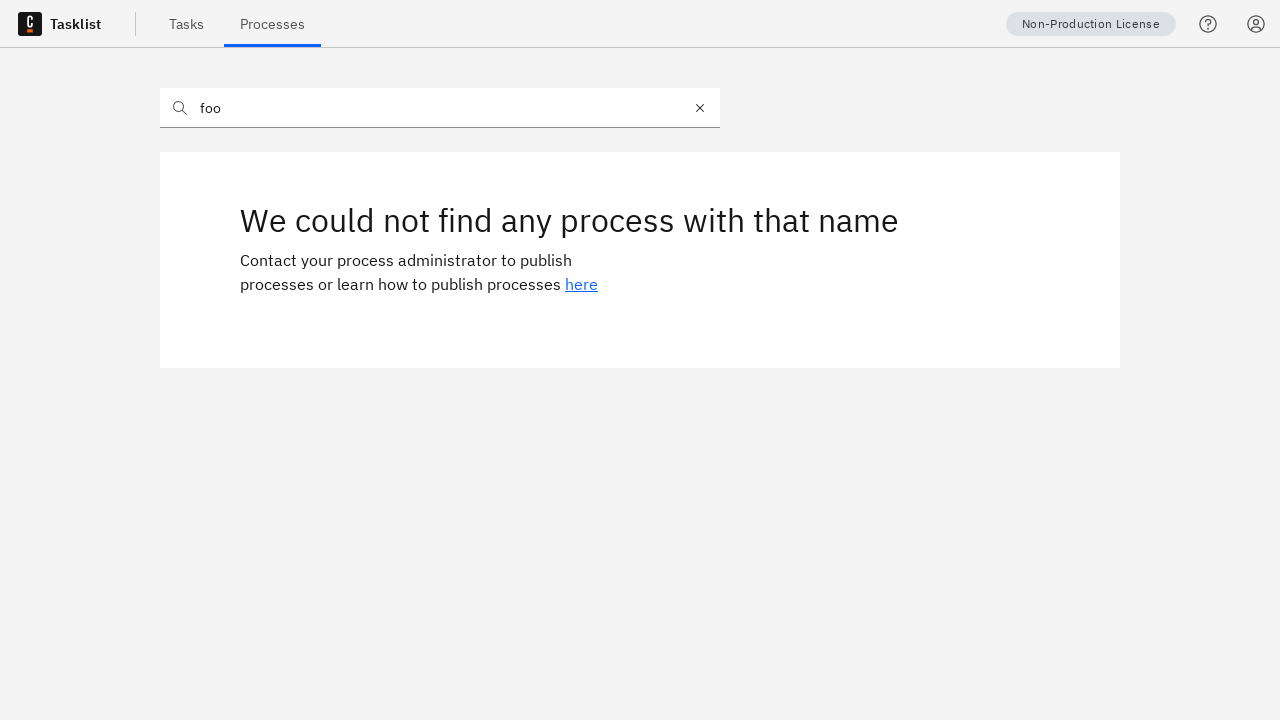 Tasklist
Tasks
Processes
Non-Production License
foo
We could not find any process with that name
Contact your process administrator to publish
processes or learn how to publish processes here